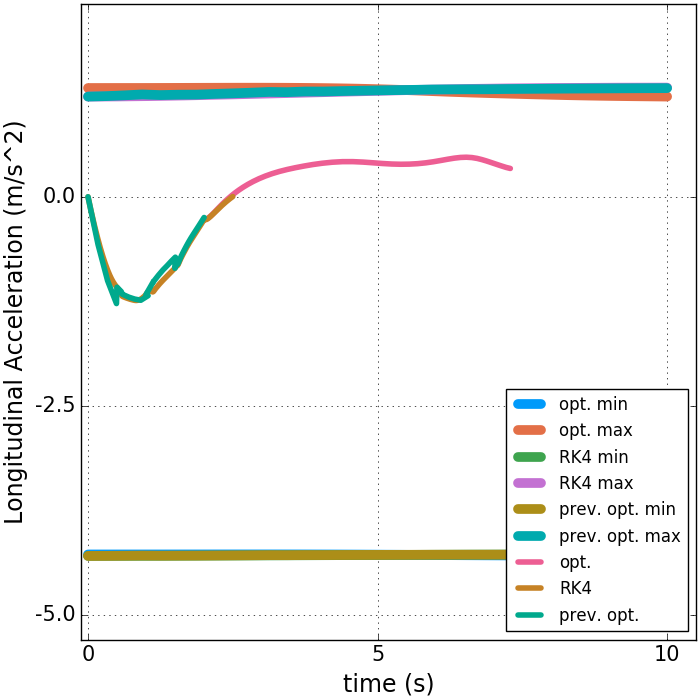 Longitudinal Acceleration (m/s^2)
0.0
-2.5
-5.0
opt. min
opt. max
RK4 min
RK4 max
prev. opt. min
prev. opt. max
opt.
RK4
prev. opt.
0 5 10
time (s)